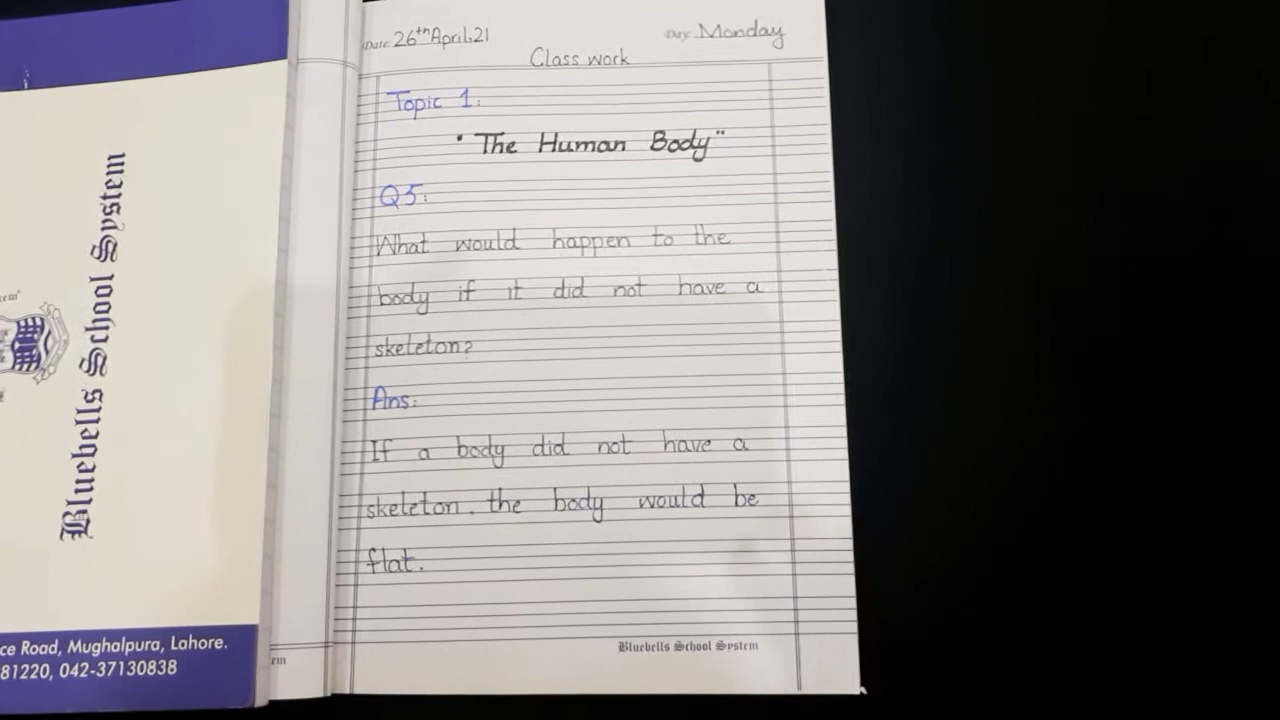 Bluebells School System
ce Road, Mughalpura, Lahore.
81220, 042-37130838
em
Date: 26th April.21
Day: Monday
Class work
Topic 1:
"The Human Body"
Q5:
What would happen to the
body if it did not have a
skeleton?
Ans:
If a body did not have a
skeleton. the body would be
flat.
Bluebells School System